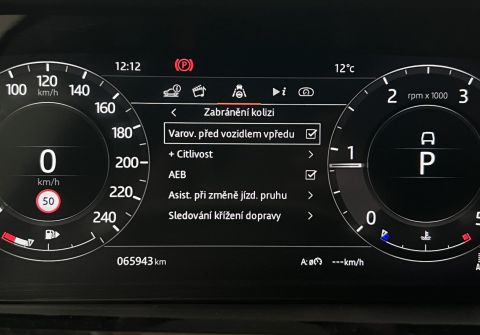 12:12 (P) 12°c
100 120 140 km/h
160
180
200
220
240
0
km/h
50
i
Zabránění kolizi
Varov. před vozidlem vpředu
+ Citlivost
AEB
Asist. při změně jízd. pruhu
Sledování křížení dopravy
2 3
rpm x 1000
1
P
0 5
065943 km A:ø ---km/h